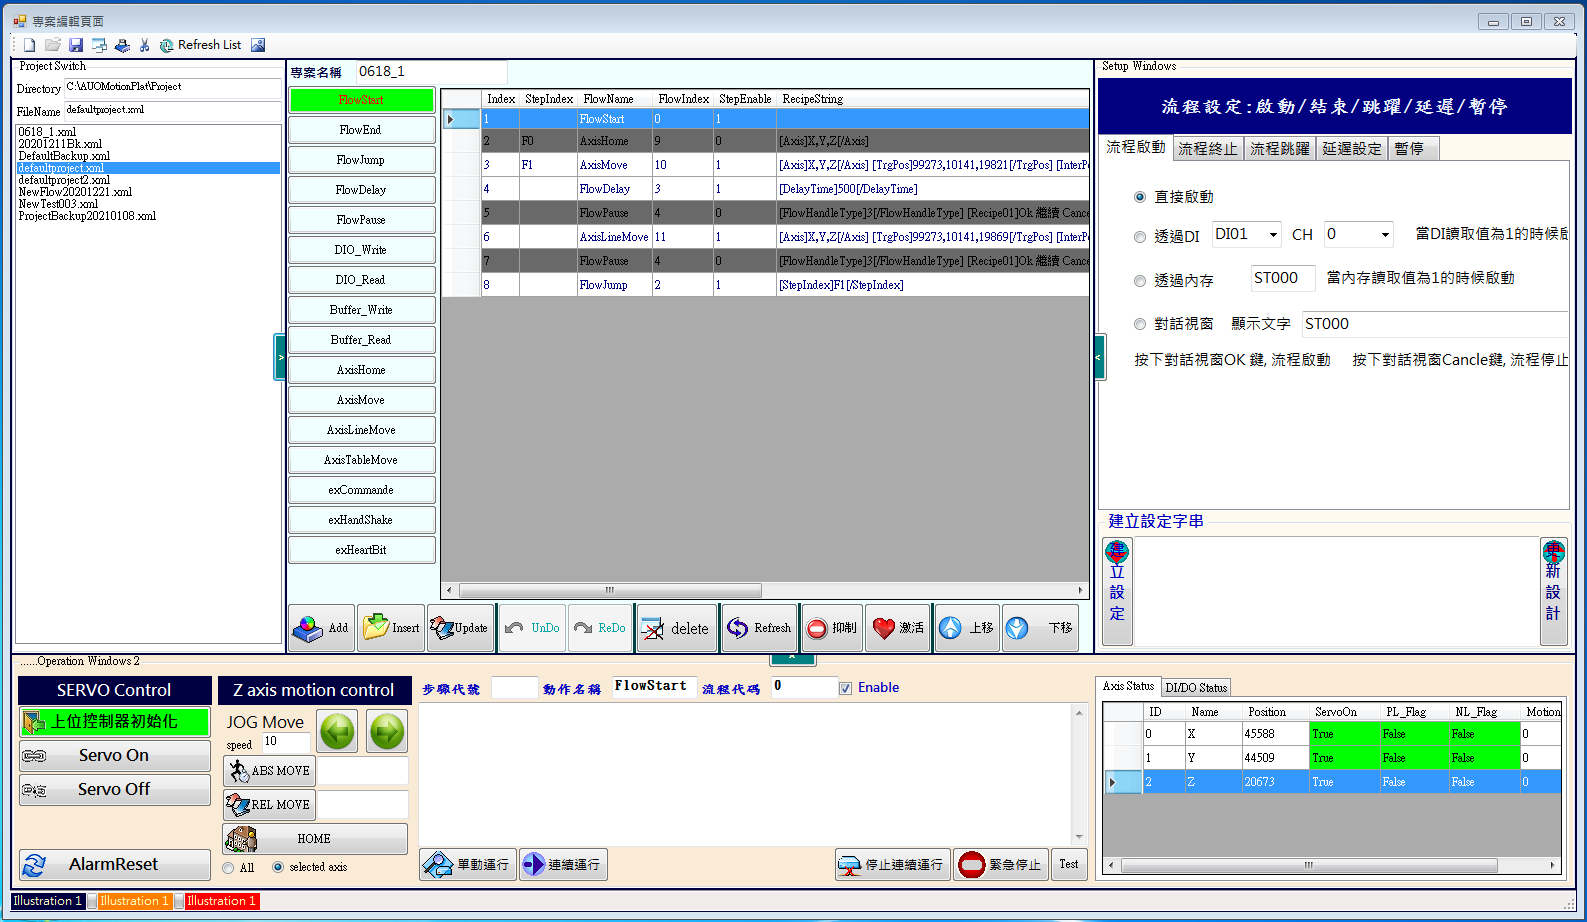 專案編輯頁面
Refresh List
Project Switch
Directory C:\AUOMotionPlat\Project
FileName defaultproject.xml
0618_1.xml
20201211Bk.xml
DefaultBackup.xml
defaultproject.xml
defaultproject2.xml
NewFlow20201221.xml
NewTest003.xml
ProjectBackup20210108.xml
>
專案名稱 0618_1
FlowStart
FlowEnd
FlowJump
FlowDelay
FlowPause
DIO_Write
DIO_Read
Buffer_Write
Buffer_Read
AxisHome
AxisMove
AxisLineMove
AxisTableMove
exCommande
exHandShake
exHeartBit
Index StepIndex FlowName FlowIndex StepEnable RecipeString
1 FlowStart 0 1
2 F0 AxisHome 9 0 [Axis]X,Y,Z[/Axis]
3 F1 AxisMove 10 1 [Axis]X,Y,Z[/Axis] [TrgPos]99273,10141,19821[/TrgPos] [InterPo
4 FlowDelay 3 1 [DelayTime]500[/DelayTime]
5 FlowPause 4 0 [FlowHandleType]3[/FlowHandleType] [Recipe01]Ok 繼續 Cance
6 AxisLineMove 11 1 [Axis]X,Y,Z[/Axis] [TrgPos]99273,10141,19869[/TrgPos] [InterPo
7 FlowPause 4 0 [FlowHandleType]3[/FlowHandleType] [Recipe01]Ok 繼續 Cance
8 FlowJump 2 1 [StepIndex]F1[/StepIndex]
Add Insert Update UnDo ReDo delete Refresh 抑制 激活 上移 下移
Setup Windows
流程設定:啟動/結束/跳躍/延遲/暫停
流程啟動 流程終止 流程跳躍 延遲設定 暫停
直接啟動
透過DI DI01 CH 0 當DI讀取值為1的時候啟
透過內存 ST000 當內存讀取值為1的時候啟動
對話視窗 顯示文字 ST000
按下對話視窗OK 鍵, 流程啟動 按下對話視窗Cancle鍵, 流程停止
<
建立設定字串
建立設定
更新設計
......Operation Windows 2
SERVO Control
上位控制器初始化
Servo On
Servo Off
AlarmReset
Z axis motion control
JOG Move
speed 10
ABS MOVE
REL MOVE
HOME
All selected axis
步驟代號 動作名稱 FlowStart 流程代碼 0 Enable
單動運行 連續運行 停止連續運行 緊急停止 Test
Axis Status DI/DO Status
ID Name Position ServoOn PL_Flag NL_Flag Motion
0 X 45588 True False False 0
1 Y 44509 True False False 0
2 Z 20673 True False False 0
Illustration 1 Illustration 1 Illustration 1